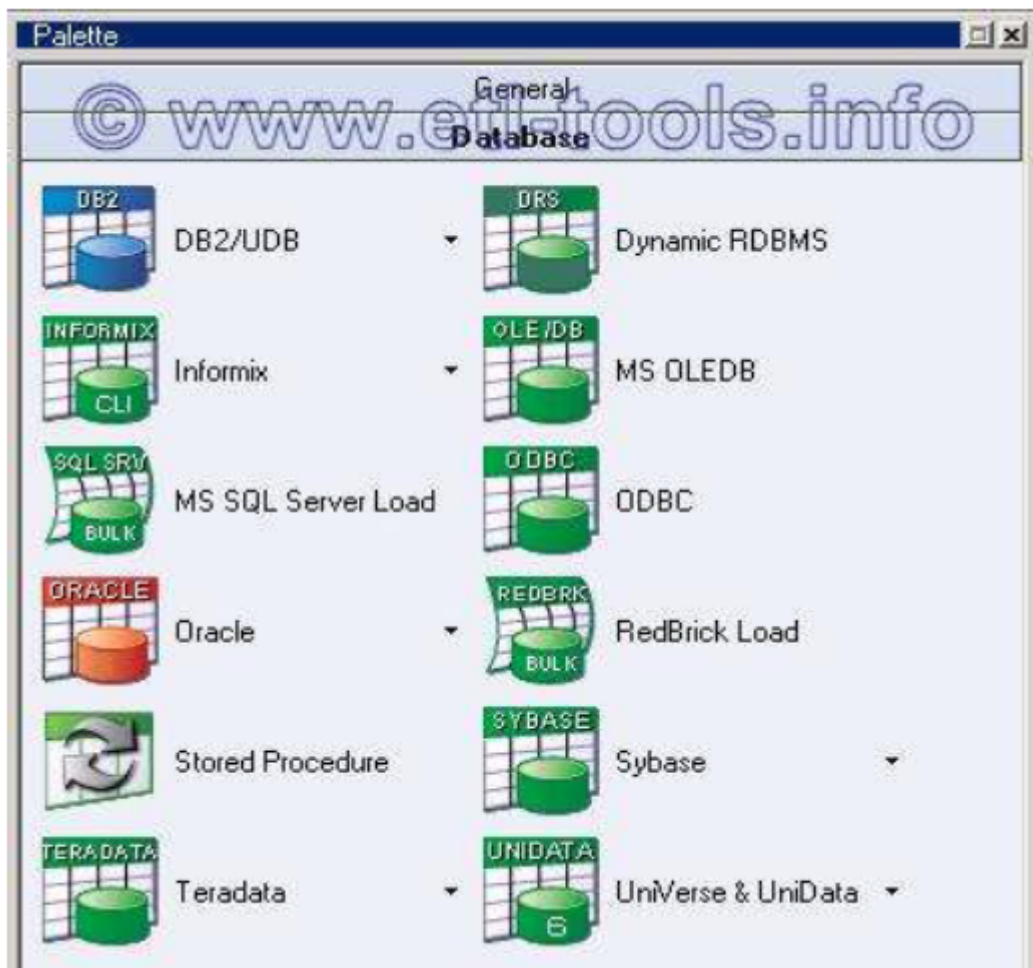 Palette
General
© www.etl-tools.info
Database
DB2 DB2/UDB DRS Dynamic RDBMS
INFORMIX CLI Informix OLE/DB MS OLEDB
SQL SRV BULK MS SQL Server Load ODBC ODBC
ORACLE Oracle REDBRK BULK RedBrick Load
Stored Procedure SYBASE Sybase
TERADATA Teradata UNIDATA 6 UniVerse & UniData